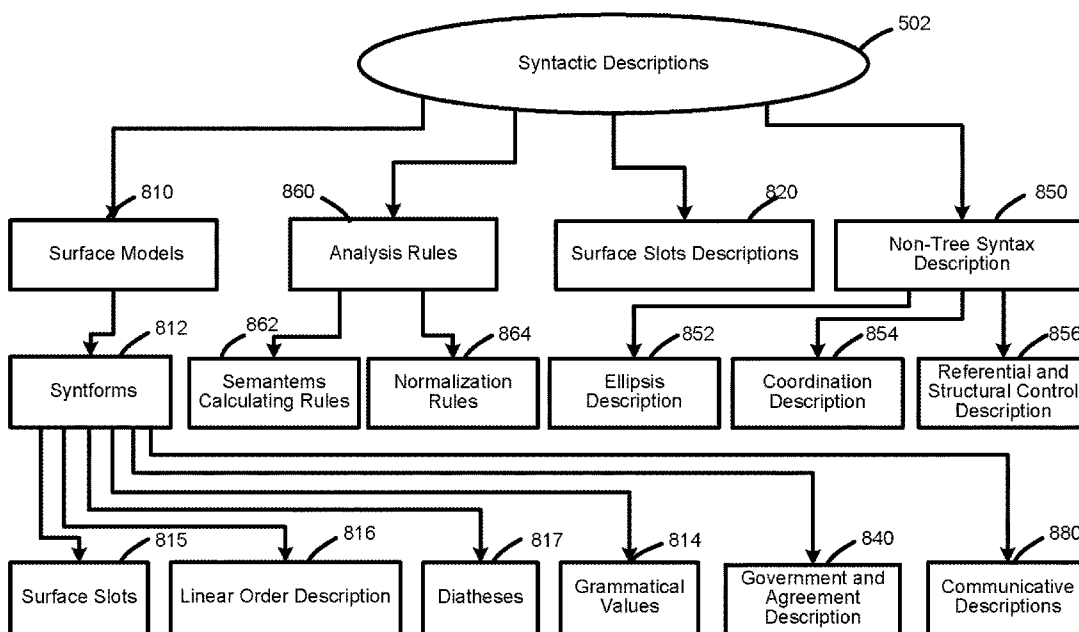 502
Syntactic Descriptions
810
860
820
850
Surface Models
Analysis Rules
Surface Slots Descriptions
Non-Tree Syntax
Description
812
862
864
852
854
856
Syntforms
Semantems
Calculating Rules
Normalization
Rules
Ellipsis
Description
Coordination
Description
Referential and
Structural Control
Description
815
816
817
814
840
880
Surface Slots
Linear Order Description
Diatheses
Grammatical
Values
Government and
Agreement
Description
Communicative
Descriptions